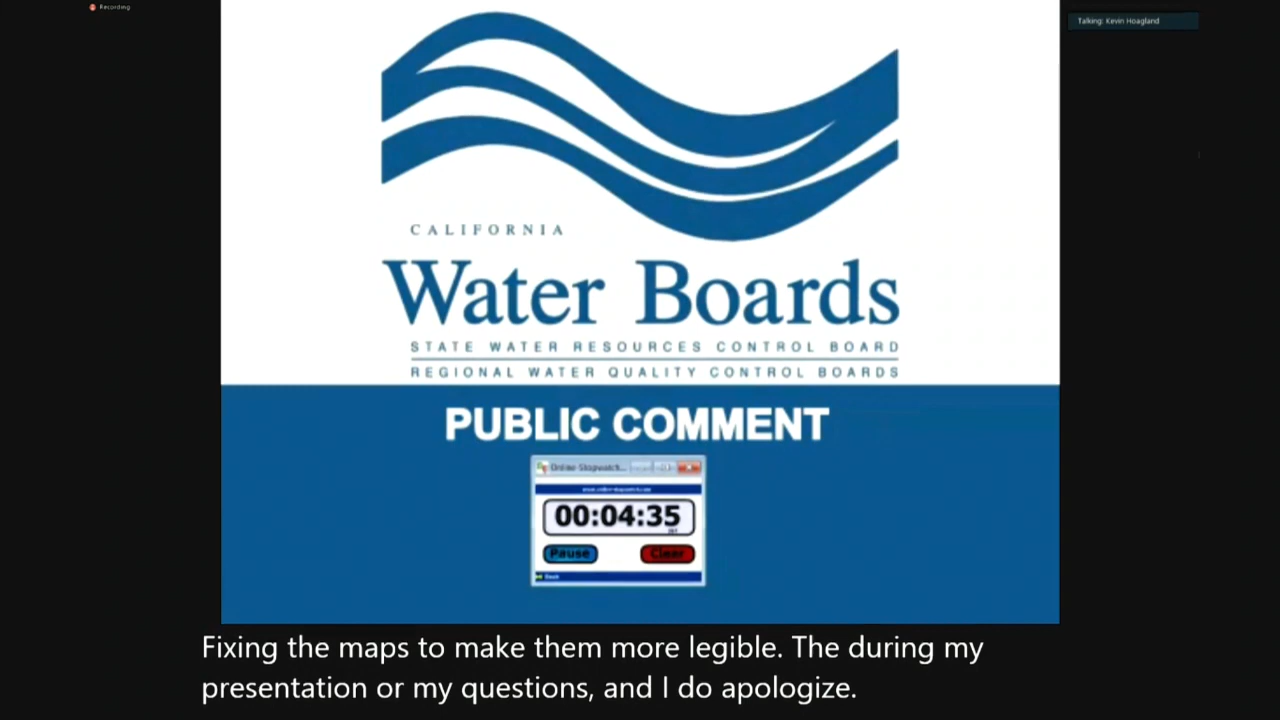 Recording
Talking: Kevin Hoagland
CALIFORNIA
Water Boards
STATE WATER RESOURCES CONTROL BOARD
REGIONAL WATER QUALITY CONTROL BOARDS
PUBLIC COMMENT
Online-Stopwatch...
00:04:35
Pause
Clear
Fixing the maps to make them more legible. The during my
presentation or my questions, and I do apologize.